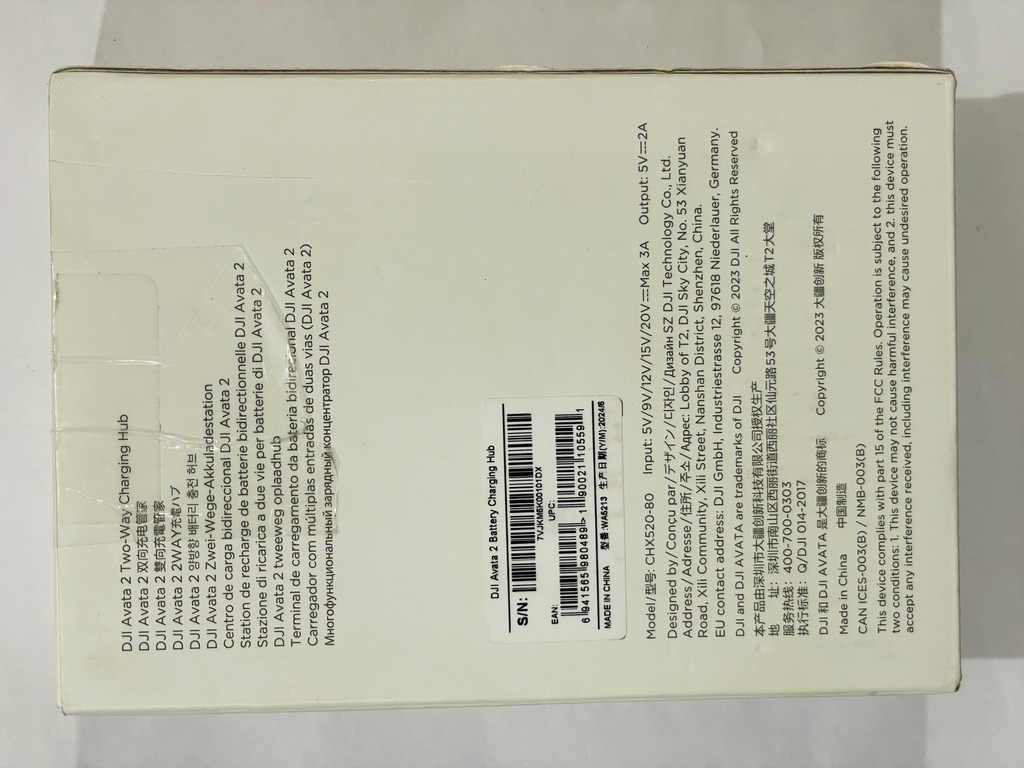 DJI Avata 2 Two-Way Charging Hub
DJI Avata 2 双向充电管家
DJI Avata 2 雙向充電管家
DJI Avata 2 2WAY充電ハブ
DJI Avata 2 양방향 배터리 충전 허브
DJI Avata 2 Zwei-Wege-Akkuladestation
Centro de carga bidireccional DJI Avata 2
Station de recharge de batterie bidirectionnelle DJI Avata 2
Stazione di ricarica a due vie per batterie di DJI Avata 2
DJI Avata 2 tweeweg oplaadhub
Terminal de carregamento da bateria bidirecional DJI Avata 2
Carregador com múltiplas entradas de duas vias (DJI Avata 2)
Многофункциональный зарядный концентратор DJI Avata 2
DJI Avata 2 Battery Charging Hub
S/N:
7VJKM6K00101DX
EAN:
UPC:
6 941565 980489 >
1 90021 10559 1
MADE IN CHINA 型番:WA5213 生产日期(Y/M):2024/6
Model/型号: CHX520-80 Input: 5V/9V/12V/15V/20V⎓Max 3A Output: 5V⎓2A
Designed by/Conçu par/デザイン/디자인/Дизайн SZ DJI Technology Co., Ltd.
Address/Adresse/住所/주소/Адрес: Lobby of T2, DJI Sky City, No. 53 Xianyuan
Road, Xili Community, Xili Street, Nanshan District, Shenzhen, China.
EU contact address: DJI GmbH, Industriestrasse 12, 97618 Niederlauer, Germany.
DJI and DJI AVATA are trademarks of DJI Copyright © 2023 DJI All Rights Reserved
本产品由深圳市大疆创新科技有限公司授权生产
地 址: 深圳市南山区西丽街道西丽社区仙元路53号大疆天空之城T2大堂
服务热线: 400-700-0303
执行标准: Q/DJI 014-2017
DJI 和 DJI AVATA 是大疆创新的商标 Copyright © 2023 大疆创新 版权所有
Made in China 中国制造
CAN ICES-003(B) / NMB-003(B)
This device complies with part 15 of the FCC Rules. Operation is subject to the following
two conditions: 1. This device may not cause harmful interference, and 2. this device must
accept any interference received, including interference may cause undesired operation.